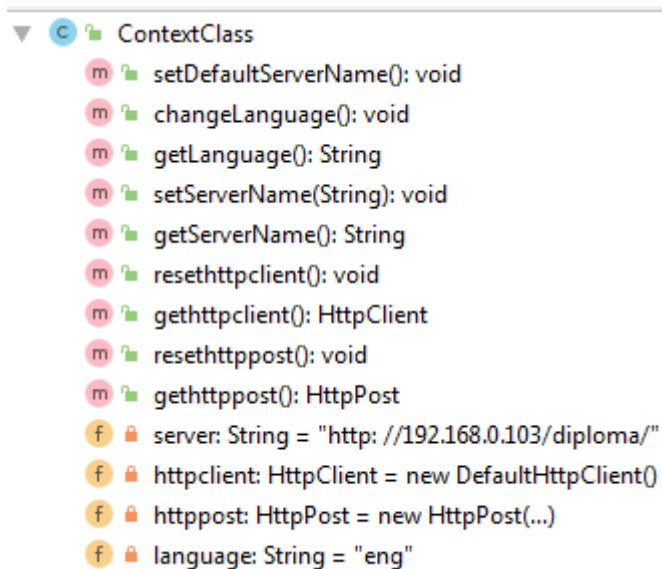 C ContextClass
m setDefaultServerName(): void
m changeLanguage(): void
m getLanguage(): String
m setServerName(String): void
m getServerName(): String
m resethttpclient(): void
m gethttpclient(): HttpClient
m resethttppost(): void
m gethttppost(): HttpPost
f server: String = "http: //192.168.0.103/diploma/"
f httpclient: HttpClient = new DefaultHttpClient()
f httppost: HttpPost = new HttpPost(...)
f language: String = "eng"